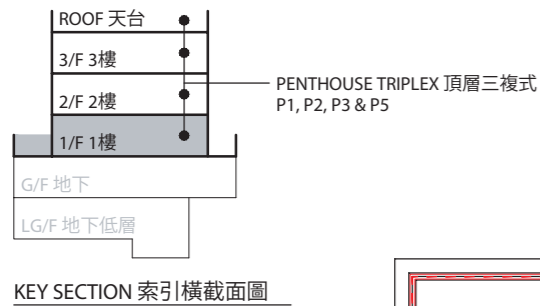 ROOF 天台
3/F 3樓
2/F 2樓
PENTHOUSE TRIPLEX 頂層三複式
P1, P2, P3 & P5
1/F 1樓
G/F 地下
LG/F 地下低層
KEY SECTION 索引橫截面圖